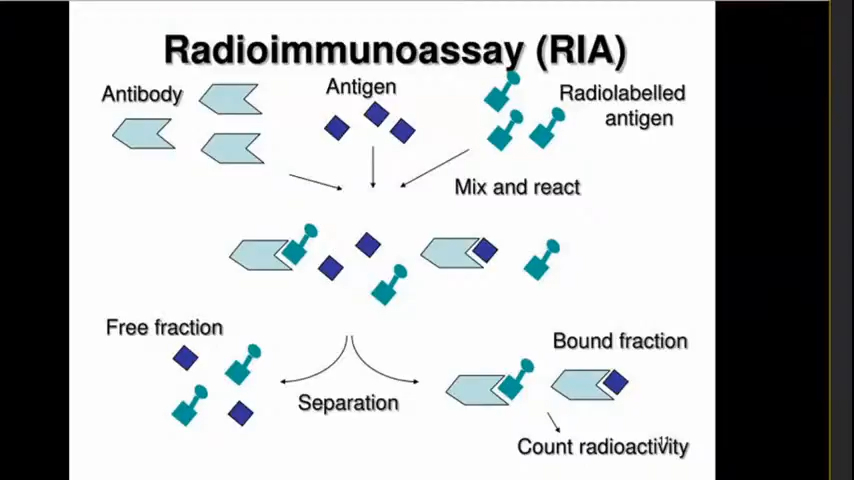 Radioimmunoassay (RIA)
Antibody
Antigen
Radiolabelled
antigen
Mix and react
Free fraction
Bound fraction
Separation
Count radioactivity